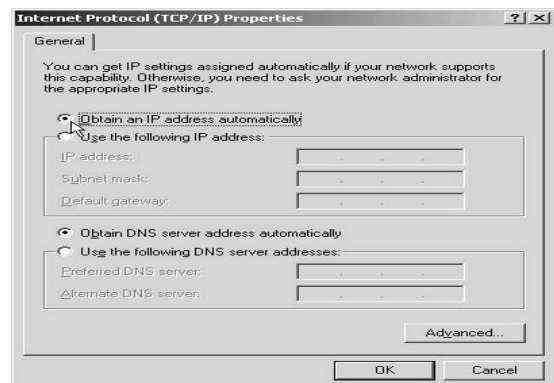 Internet Protocol (TCP/IP) Properties
? X
General
You can get IP settings assigned automatically if your network supports
this capability. Otherwise, you need to ask your network administrator for
the appropriate IP settings.
Obtain an IP address automatically
Use the following IP address:
IP address:
Subnet mask:
Default gateway:
Obtain DNS server address automatically
Use the following DNS server addresses:
Preferred DNS server:
Alternate DNS server:
Advanced...
OK Cancel